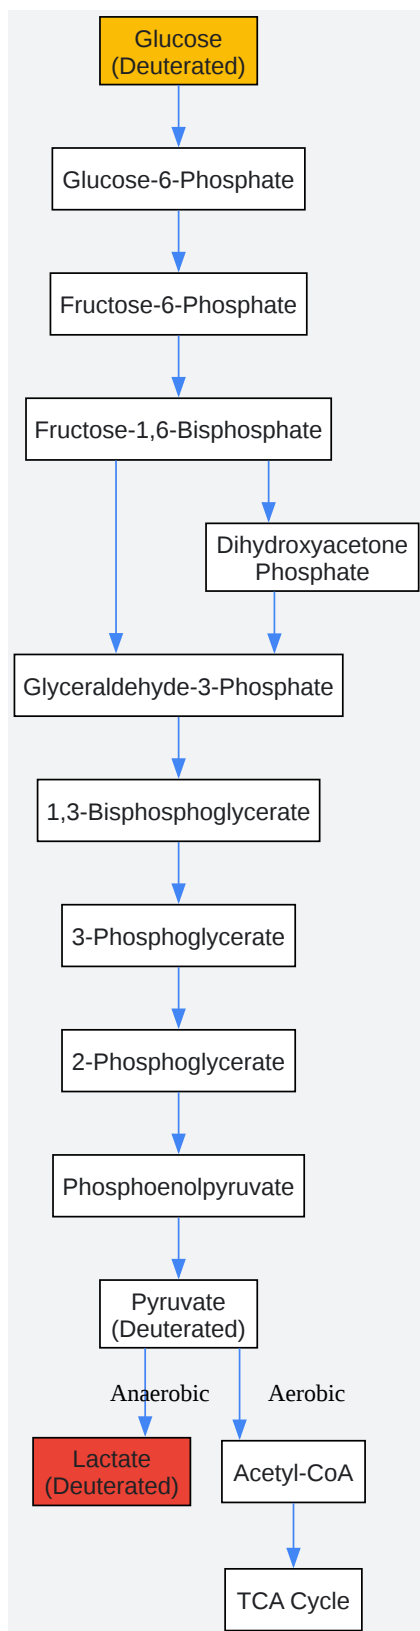 Glucose
(Deuterated)
Glucose-6-Phosphate
Fructose-6-Phosphate
Fructose-1,6-Bisphosphate
Dihydroxyacetone
Phosphate
Glyceraldehyde-3-Phosphate
1,3-Bisphosphoglycerate
3-Phosphoglycerate
2-Phosphoglycerate
Phosphoenolpyruvate
Pyruvate
(Deuterated)
Anaerobic
Aerobic
Lactate
(Deuterated)
Acetyl-CoA
TCA Cycle